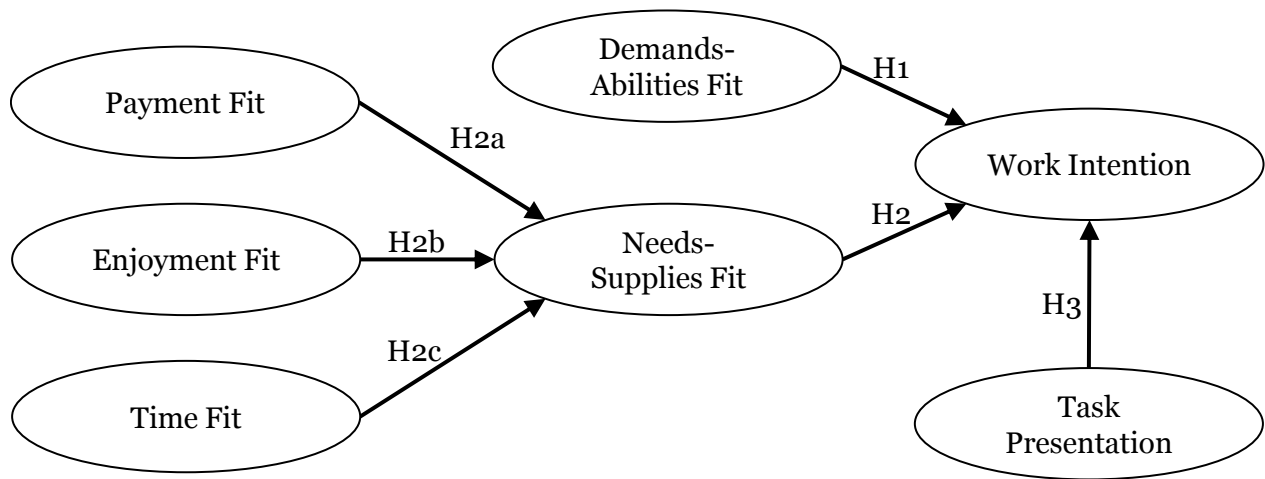 Demands-
Abilities Fit
H1
Payment Fit
H2a
Work Intention
H2
Enjoyment Fit
H2b
Needs-
Supplies Fit
H3
H2c
Time Fit
Task
Presentation